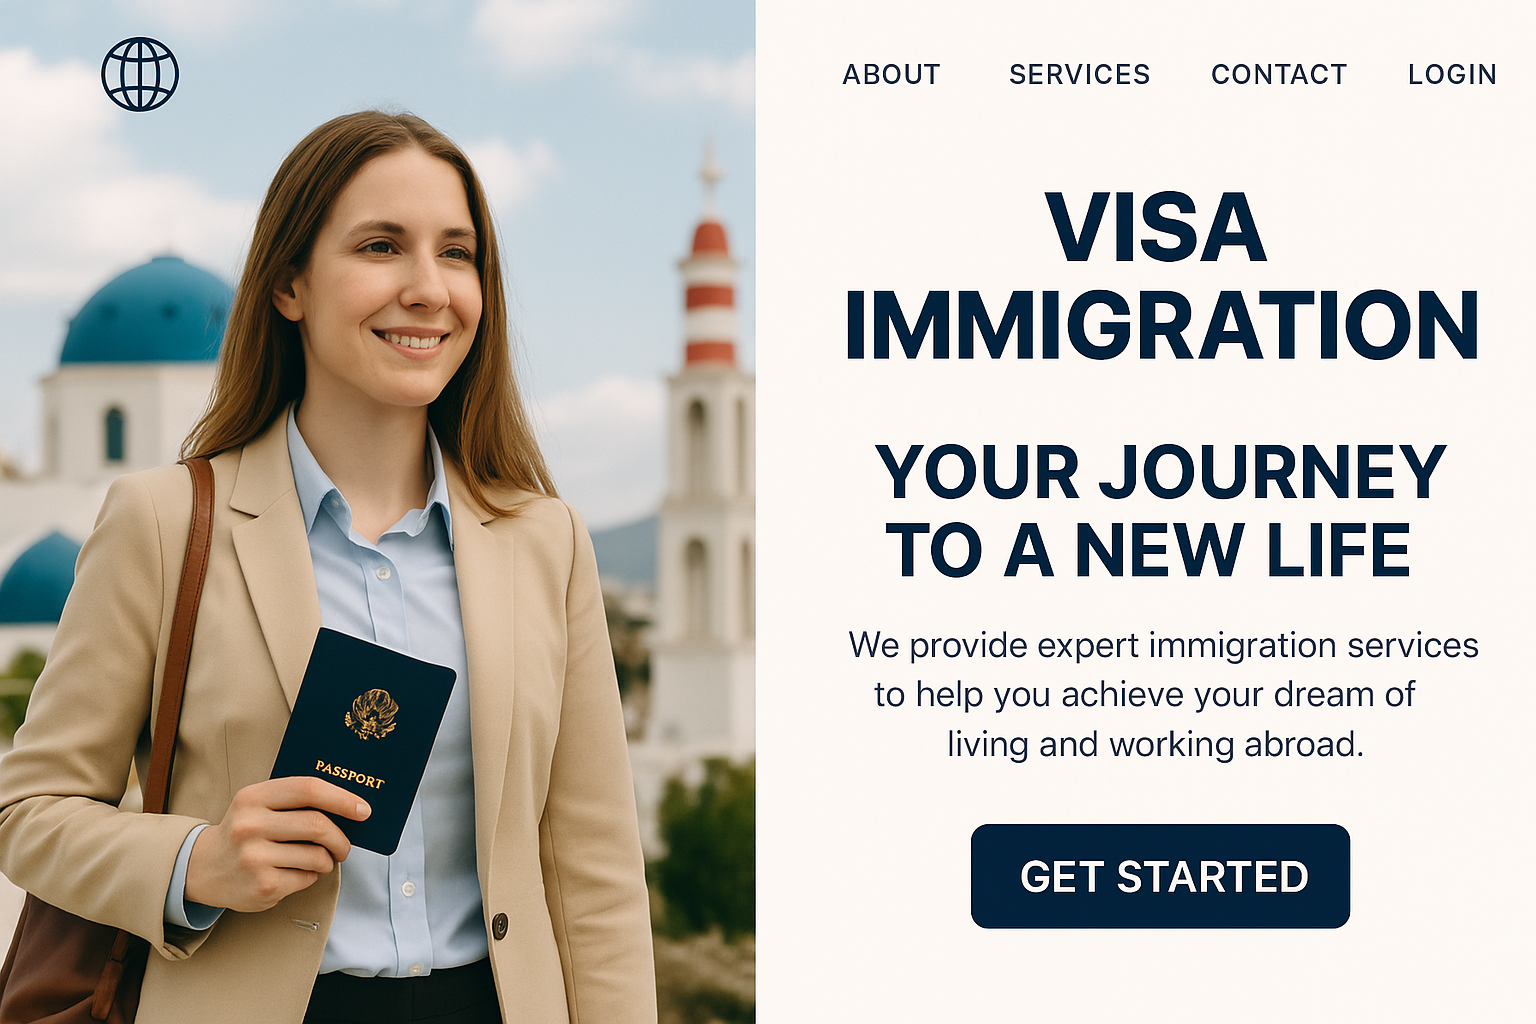 ABOUT SERVICES CONTACT LOGIN
VISA
IMMIGRATION
YOUR JOURNEY
TO A NEW LIFE
We provide expert immigration services
to help you achieve your dream of
living and working abroad.
GET STARTED
PASSPORT